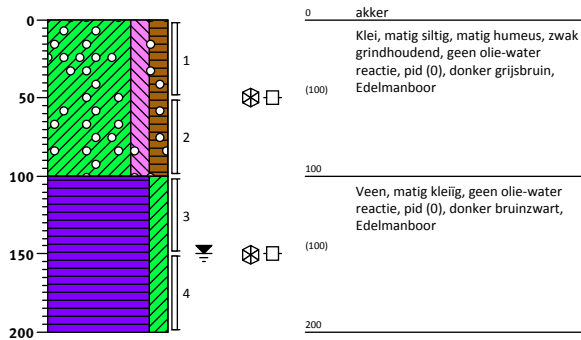 0
50
100
150
200
1
2
3
4
0 akker
Klei, matig siltig, matig humeus, zwak
grindhoudend, geen olie-water
reactie, pid (0), donker grijsbruin,
Edelmanboor
(100)
100
Veen, matig kleiïg, geen olie-water
reactie, pid (0), donker bruinzwart,
Edelmanboor
(100)
200